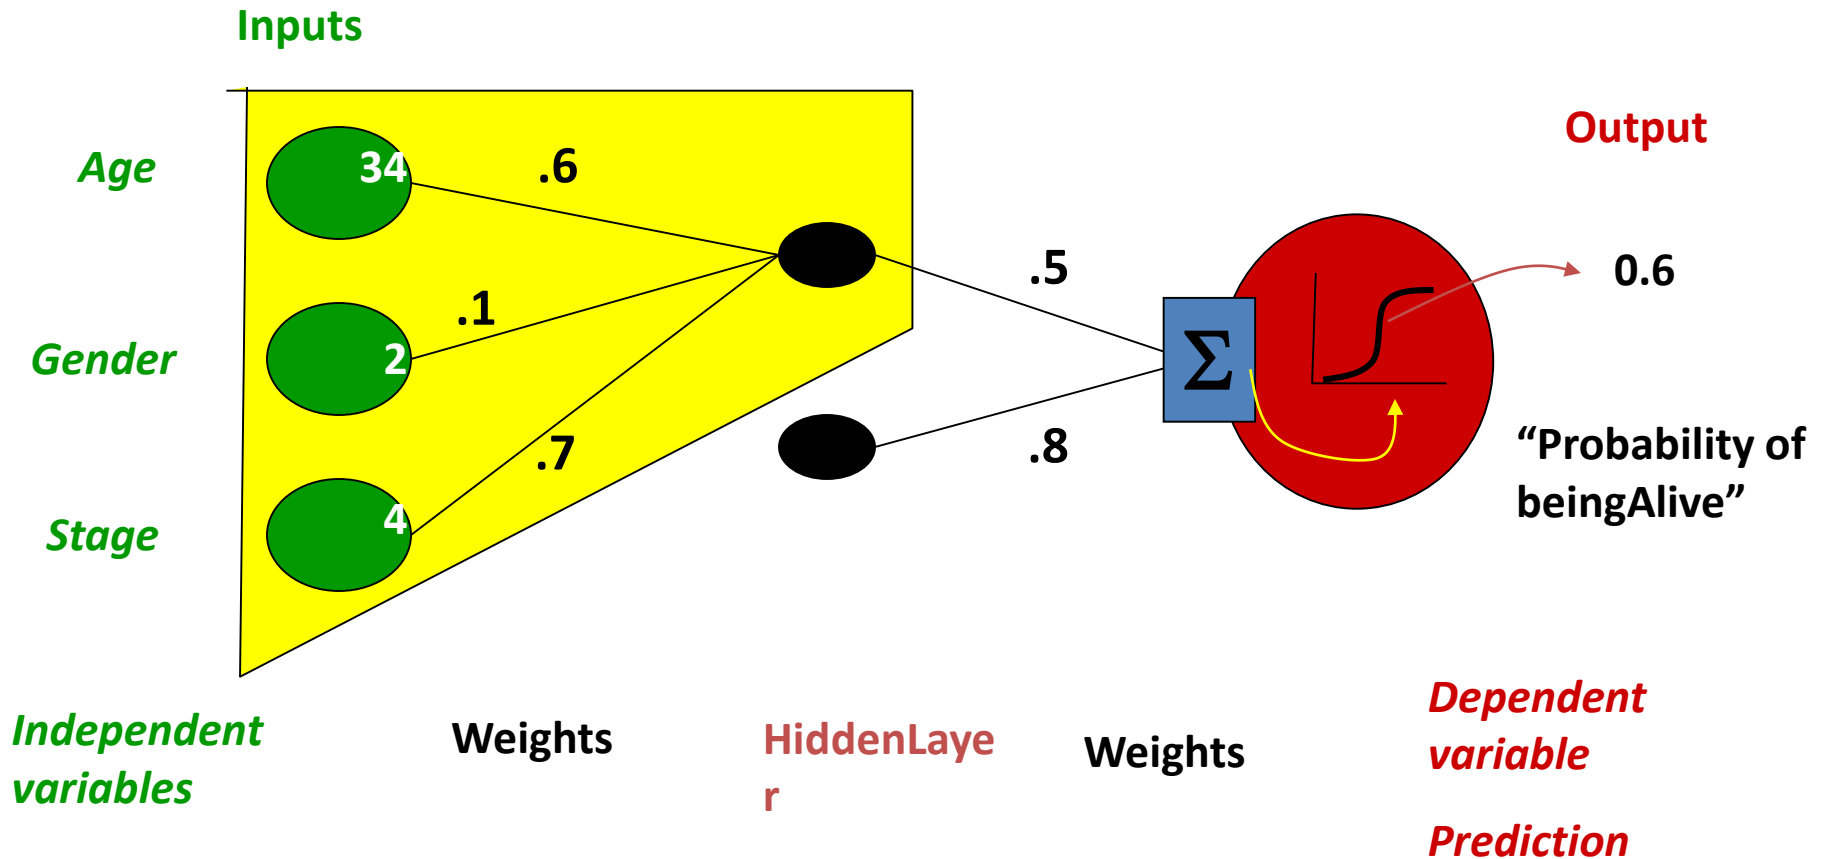 Inputs
Output
Age
34
.6
.5
0.6
Gender
2
.1
Σ
.7
.8
“Probability of
beingAlive”
Stage
4
Independent
variables
Weights
HiddenLaye
r
Weights
Dependent
variable
Prediction